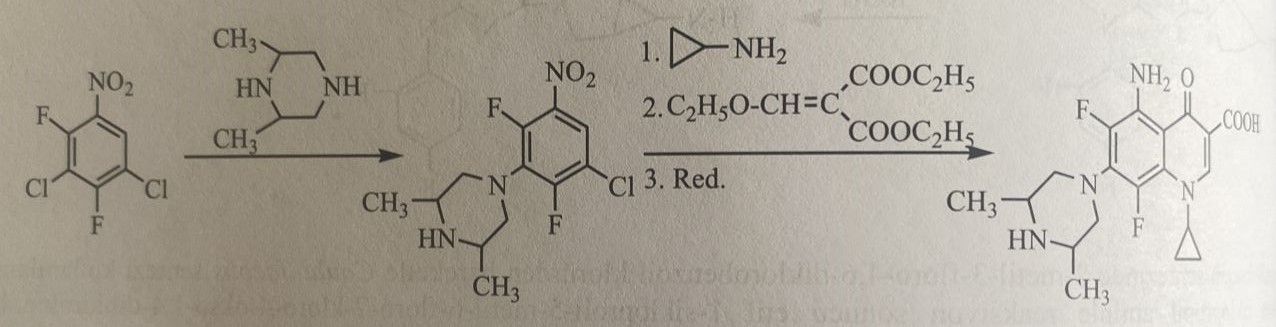 NO₂
F
Cl
Cl
F
CH₃
HN
NH
CH₃
NO₂
F
N
Cl
F
CH₃
HN
CH₃
1. NH₂
2. C₂H₅O-CH=C
COOC₂H₅
COOC₂H₅
3. Red.
NH₂ O
F
COOH
N
N
F
CH₃
HN
CH₃